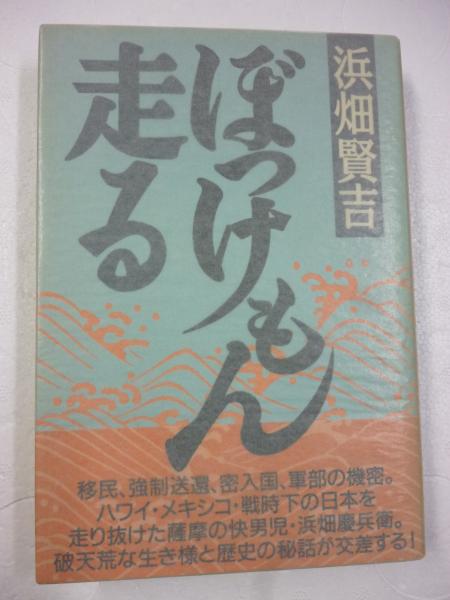 浜畑賢吉
ぼっけもん
走る
移民、強制送還、密入国、軍部の機密。
ハワイ・メキシコ・戦時下の日本を
走り抜けた薩摩の快男児・浜畑慶兵衛。
破天荒な生き様と歴史の秘話が交差する！